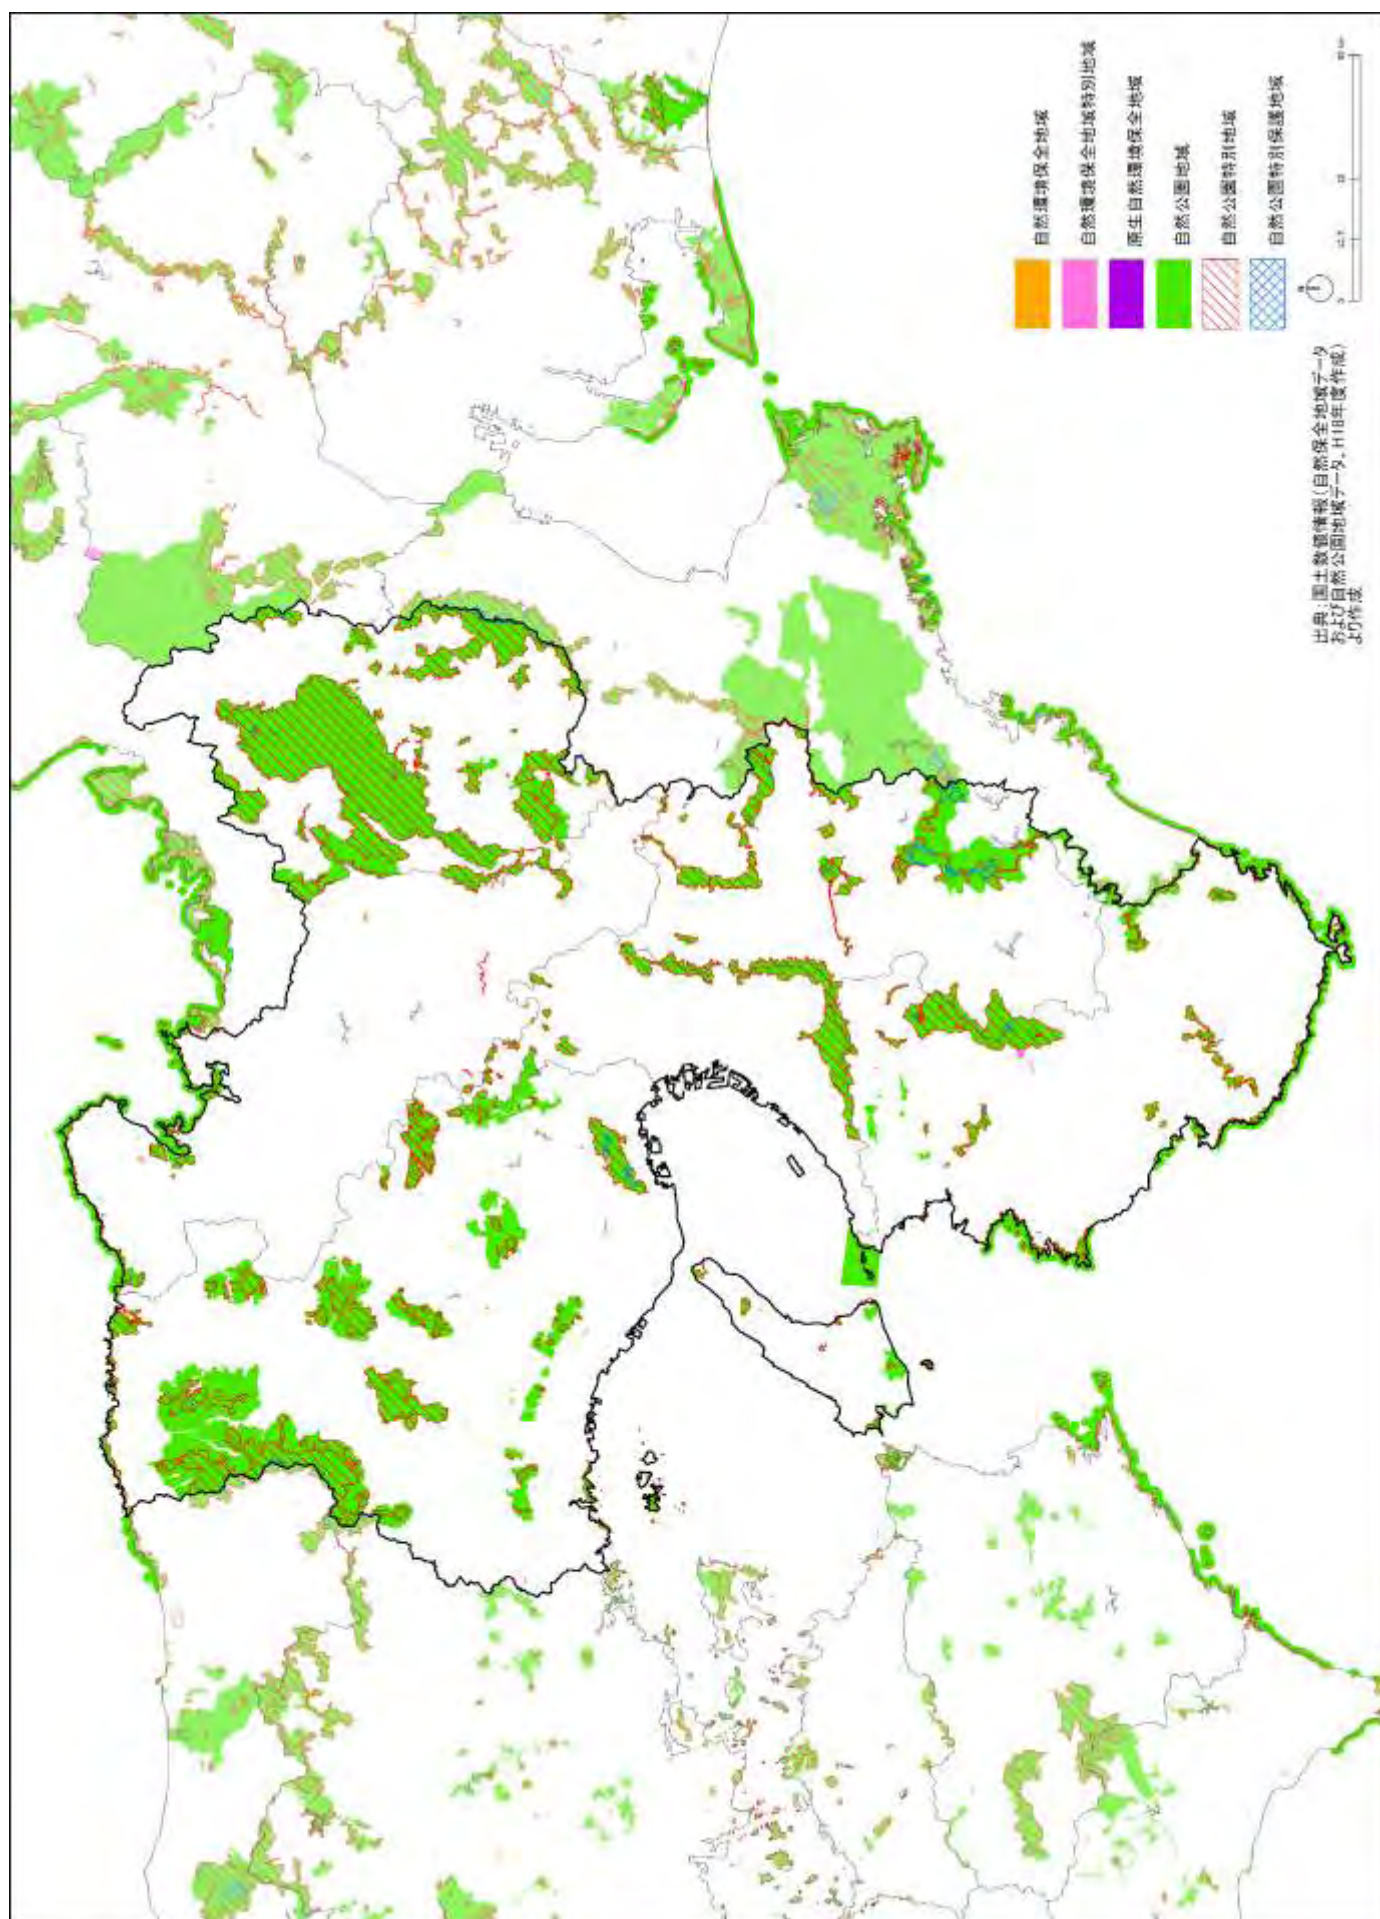 自然環境保全地域
自然環境保全地域特別地域
原生自然環境保全地域
自然公園地域
自然公園特別地域
自然公園特別保護地域
出典:国土数値情報(自然保全地域データ
および自然公園地域データ、H18年度作成)
より作成